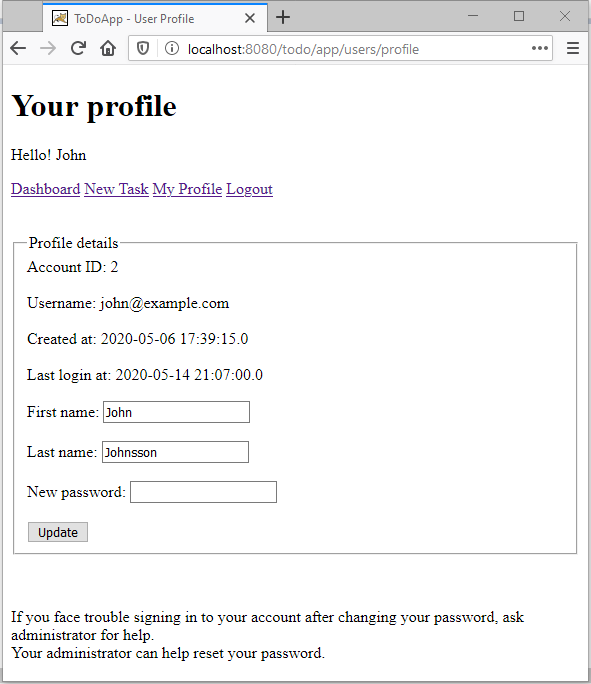 ToDoApp - User Profile
localhost:8080/todo/app/users/profile
Your profile
Hello! John
Dashboard New Task My Profile Logout
Profile details
Account ID: 2
Username: john@example.com
Created at: 2020-05-06 17:39:15.0
Last login at: 2020-05-14 21:07:00.0
First name: John
Last name: Johnsson
New password:
Update
If you face trouble signing in to your account after changing your password, ask
administrator for help.
Your administrator can help reset your password.